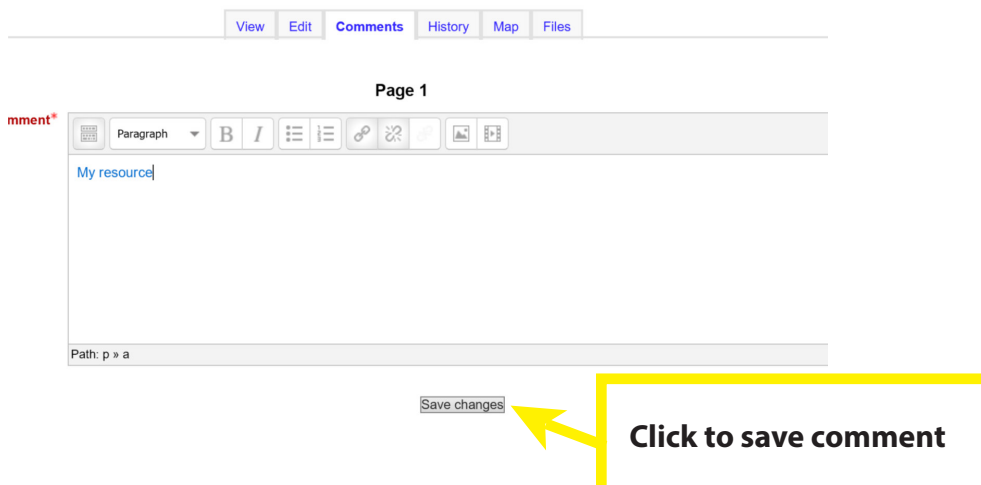 View Edit Comments History Map Files
Page 1
mment*
Paragraph B I
My resource
Path: p » a
Save changes
Click to save comment